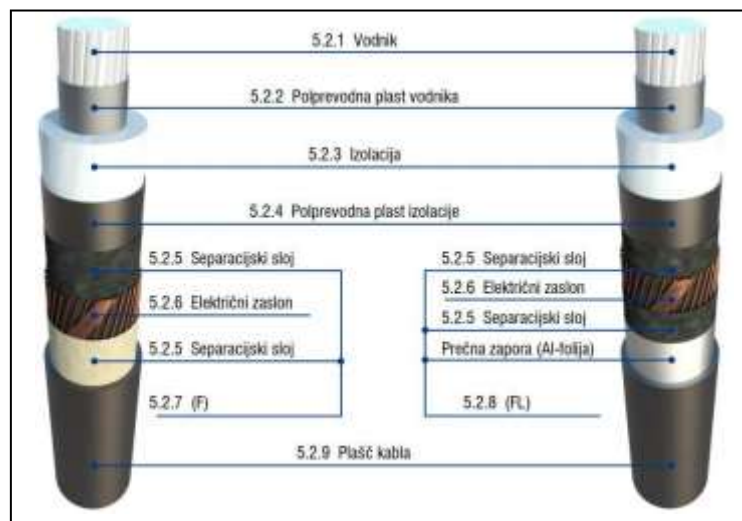 5.2.1 Vodnik
5.2.2 Polprevodna plast vodnika
5.2.3 Izolacija
5.2.4 Polprevodna plast izolacije
5.2.5 Separacijski sloj
5.2.6 Električni zaslon
5.2.5 Separacijski sloj
5.2.7 (F)
5.2.5 Separacijski sloj
5.2.6 Električni zaslon
5.2.5 Separacijski sloj
Prečna zapora (Al-folija)
5.2.8 (FL)
5.2.9 Plašč kabla